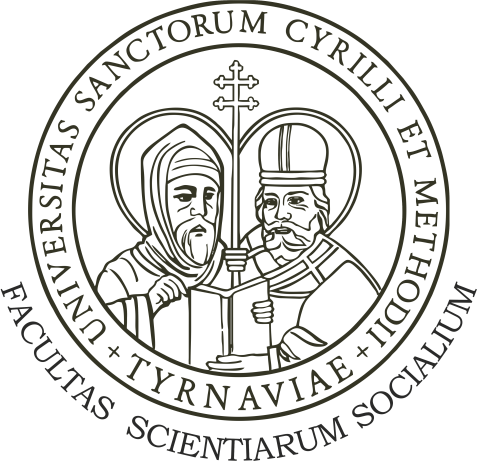 UNIVERSITAS SANCTORUM CYRILLI ET METHODII
+ TYRNAVIAE +
FACULTAS SCIENTIARUM SOCIALIUM